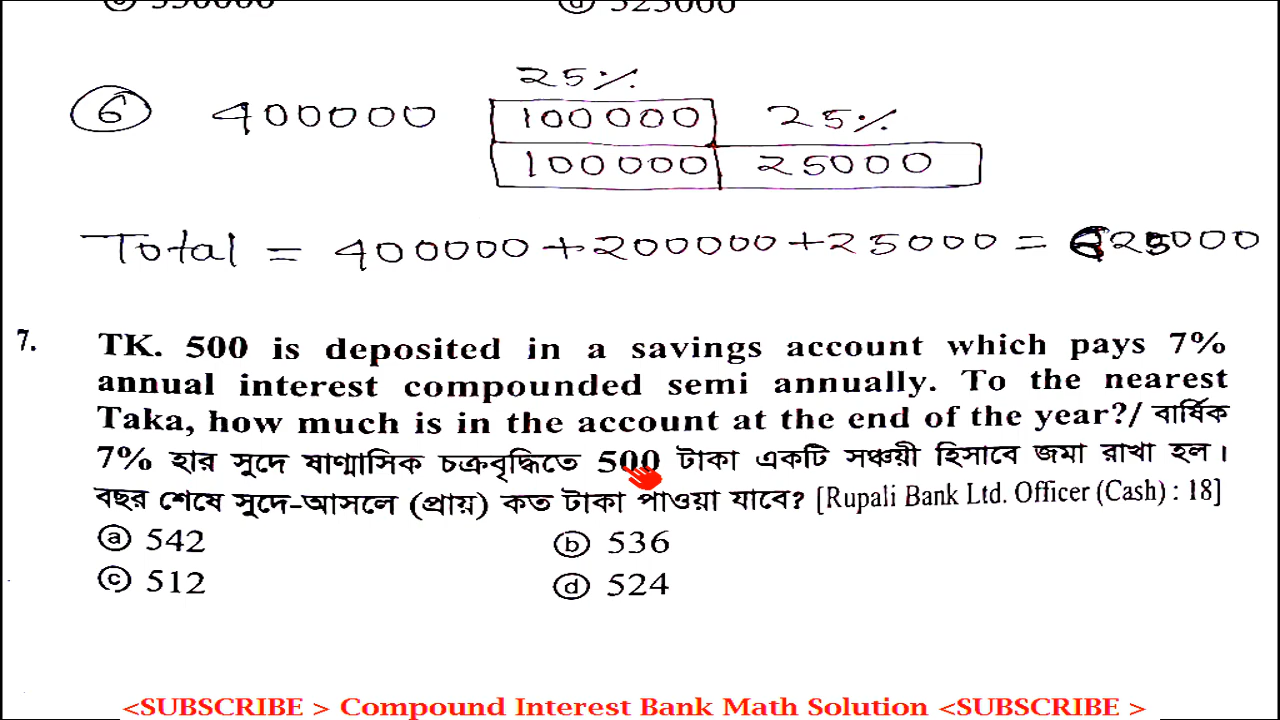 25%
6 400000 100000 25%
100000 25000
Total = 400000 + 200000 + 25000 = 625000
7. TK. 500 is deposited in a savings account which pays 7%
annual interest compounded semi annually. To the nearest
Taka, how much is in the account at the end of the year?/ বার্ষিক
7% হার সুদে ষাণ্মাসিক চক্রবৃদ্ধিতে 500 টাকা একটি সঞ্চয়ী হিসাবে জমা রাখা হল।
বছর শেষে সুদে-আসলে (প্রায়) কত টাকা পাওয়া যাবে? [Rupali Bank Ltd. Officer (Cash) : 18]
a 542 b 536
c 512 d 524
<SUBSCRIBE > Compound Interest Bank Math Solution <SUBSCRIBE >